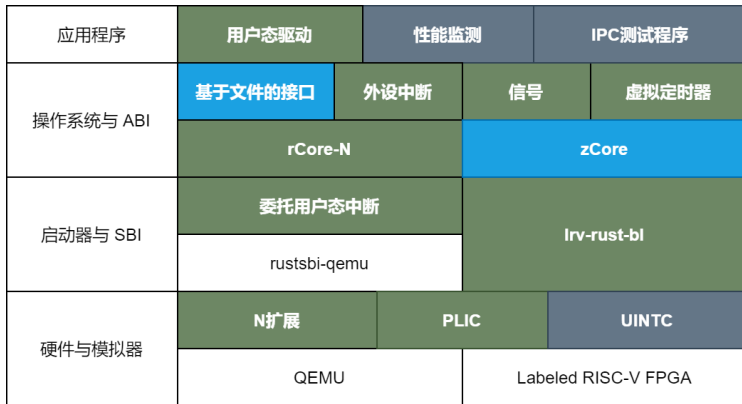 应用程序
用户态驱动
性能监测
IPC测试程序
操作系统与 ABI
基于文件的接口
外设中断
信号
虚拟定时器
rCore-N
zCore
启动器与 SBI
委托用户态中断
rustsbi-qemu
lrv-rust-bl
硬件与模拟器
N扩展
PLIC
UINTC
QEMU
Labeled RISC-V FPGA